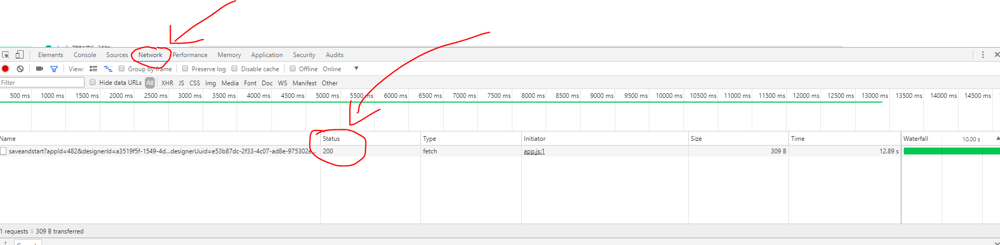 Elements Console Sources Network Performance Memory Application Security Audits
View: Group by frame Preserve log Disable cache Offline Online
Filter Hide data URLs All XHR JS CSS Img Media Font Doc WS Manifest Other
500 ms 1000 ms 1500 ms 2000 ms 2500 ms 3000 ms 3500 ms 4000 ms 4500 ms 5000 ms 5500 ms 6000 ms 6500 ms 7000 ms 7500 ms 8000 ms 8500 ms 9000 ms 9500 ms 10000 ms 10500 ms 11000 ms 11500 ms 12000 ms 12500 ms 13000 ms 13500 ms 14000 ms 14500 ms
Name Status Type Initiator Size Time Waterfall 10.00 s
saveandstart?appId=482&designerId=a3519f5f-1549-4d...designerUuid=e53b87dc-2f33-4c07-ad8e-975302e... 200 fetch app.js:1 309 B 12.89 s
1 requests | 309 B transferred